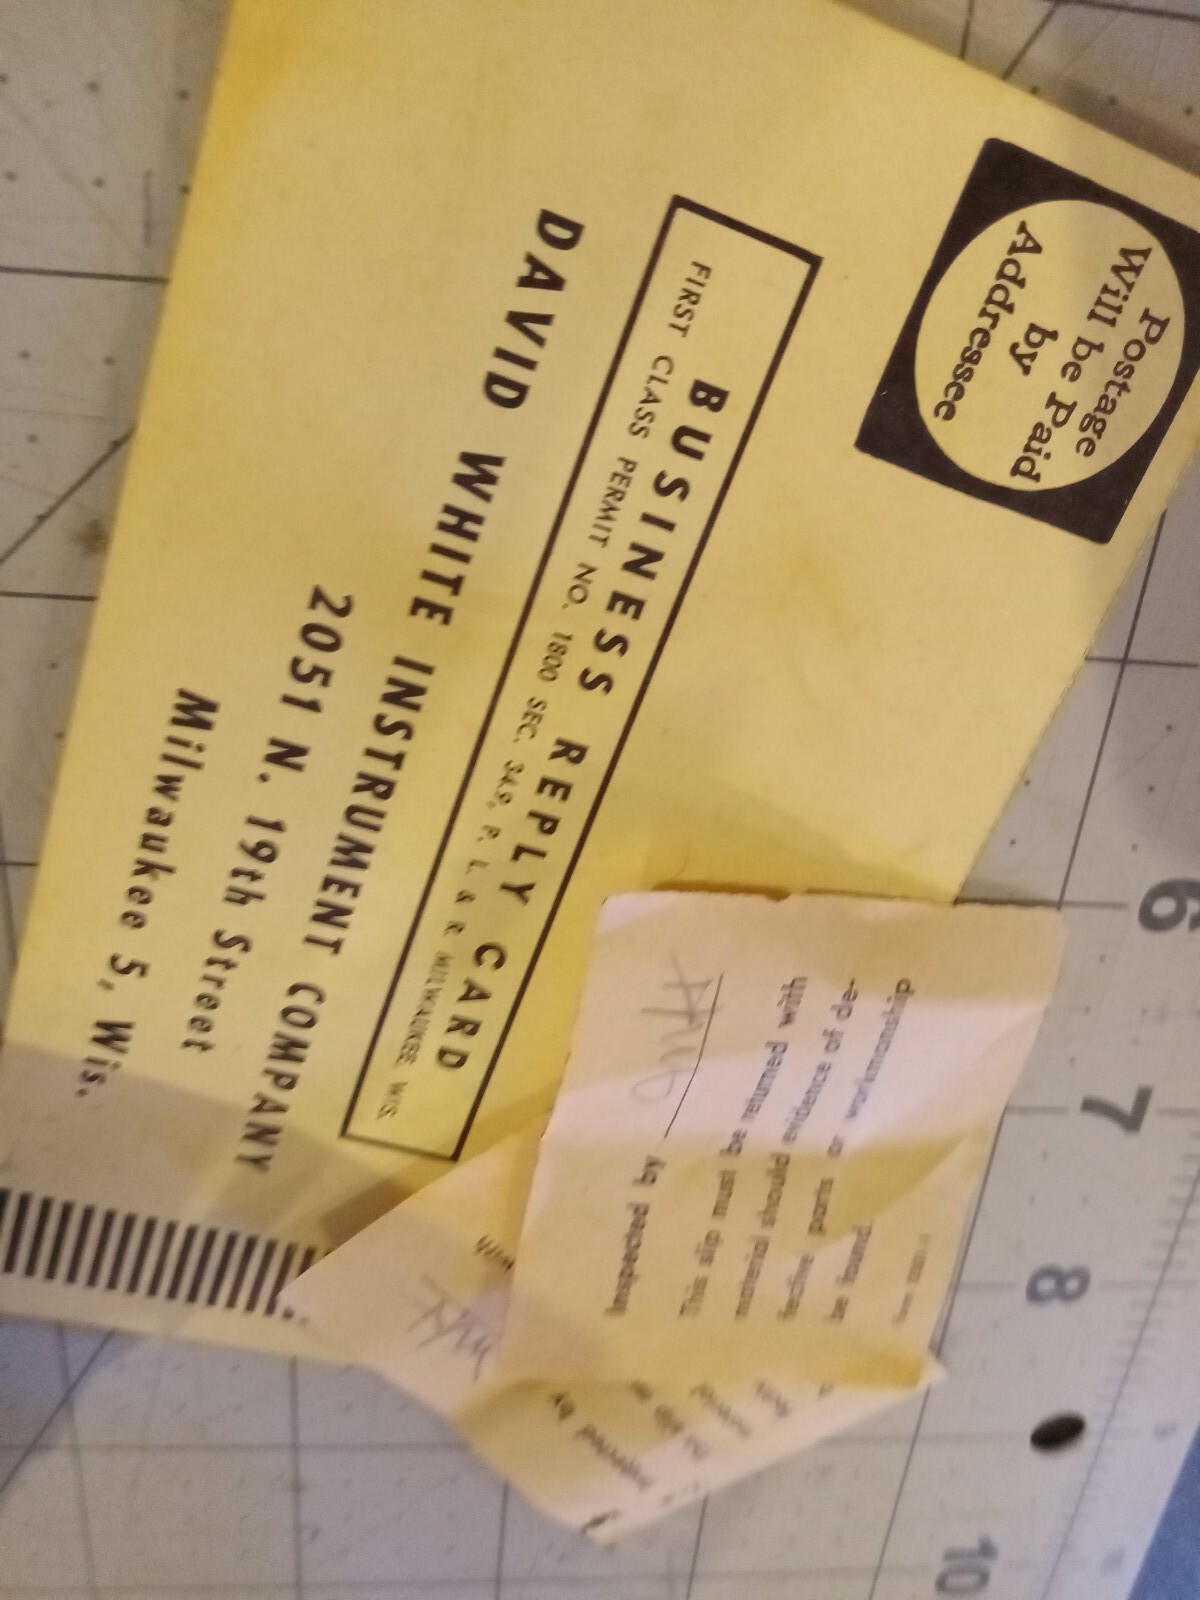 Postage
Will be Paid
by
Addressee
BUSINESS REPLY CARD
FIRST CLASS PERMIT NO. 1800 SEC. 34.9, P. L. & R. MILWAUKEE, WIS.
DAVID WHITE INSTRUMENT COMPANY
2051 N. 19th Street
Milwaukee 5, Wis.
Inspected by
This slip must be returned with
material should evidence of de-
fective parts or workmanship
be found.
with
6
7
8
10